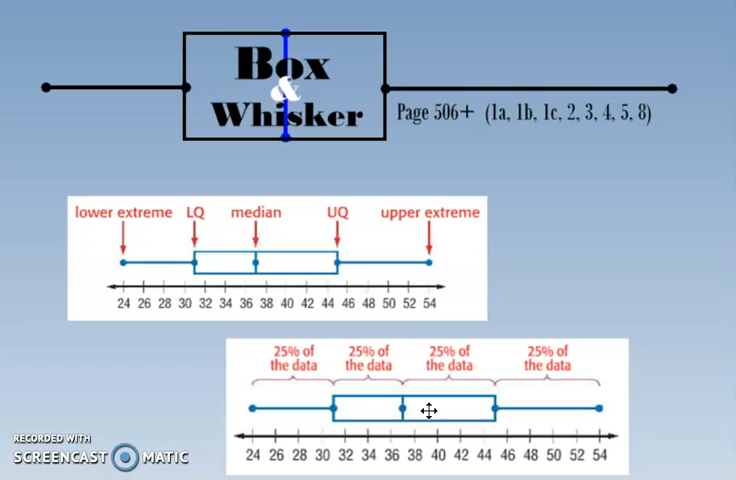 Box
&
Whisker
Page 506+ (1a, 1b, 1c, 2, 3, 4, 5, 8)
lower extreme LQ median UQ upper extreme
24 26 28 30 32 34 36 38 40 42 44 46 48 50 52 54
25% of 25% of 25% of 25% of
the data the data the data the data
24 26 28 30 32 34 36 38 40 42 44 46 48 50 52 54
RECORDED WITH
SCREENCAST MATIC